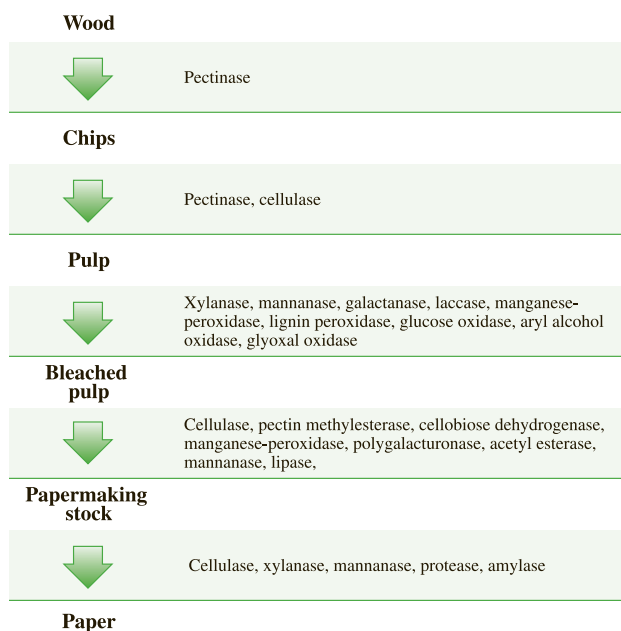 Wood
Pectinase
Chips
Pectinase, cellulase
Pulp
Xylanase, mannanase, galactanase, laccase, manganese-
peroxidase, lignin peroxidase, glucose oxidase, aryl alcohol
oxidase, glyoxal oxidase
Bleached
pulp
Cellulase, pectin methylesterase, cellobiose dehydrogenase,
manganese-peroxidase, polygalacturonase, acetyl esterase,
mannanase, lipase,
Papermaking
stock
Cellulase, xylanase, mannanase, protease, amylase
Paper